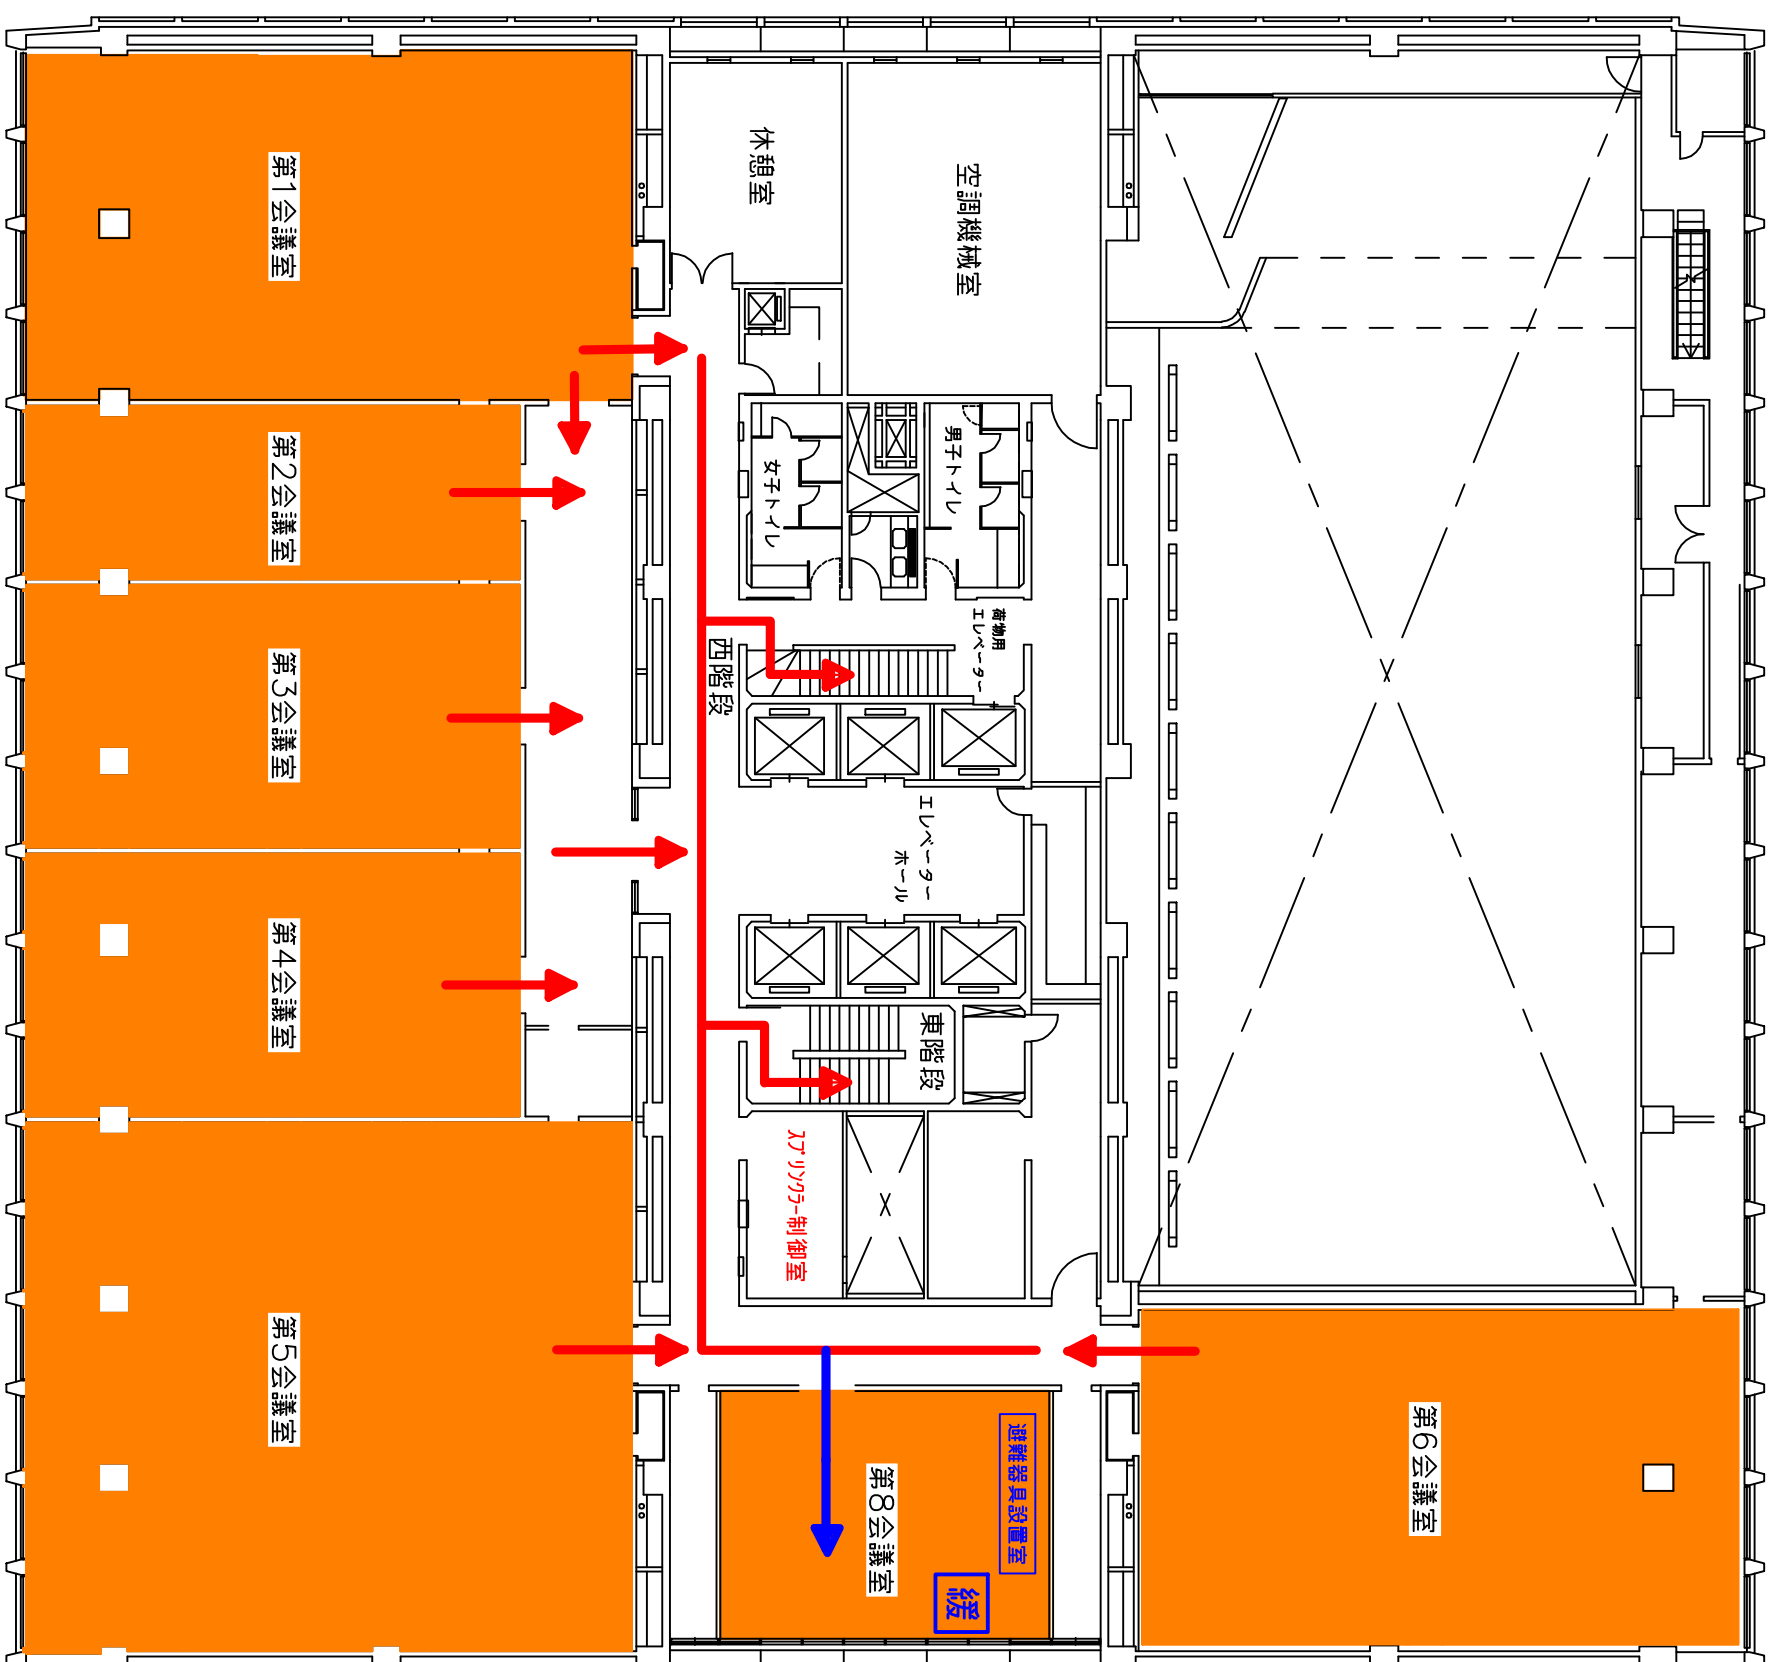 第1会議室
第2会議室
第3会議室
第4会議室
第5会議室
休憩室
空調機械室
女子トイレ
男子トイレ
荷物用
エレベーター
西階段
エレベーター
ホール
東階段
スプリンクラー制御室
避難器具設置室
第8会議室
緩
第6会議室